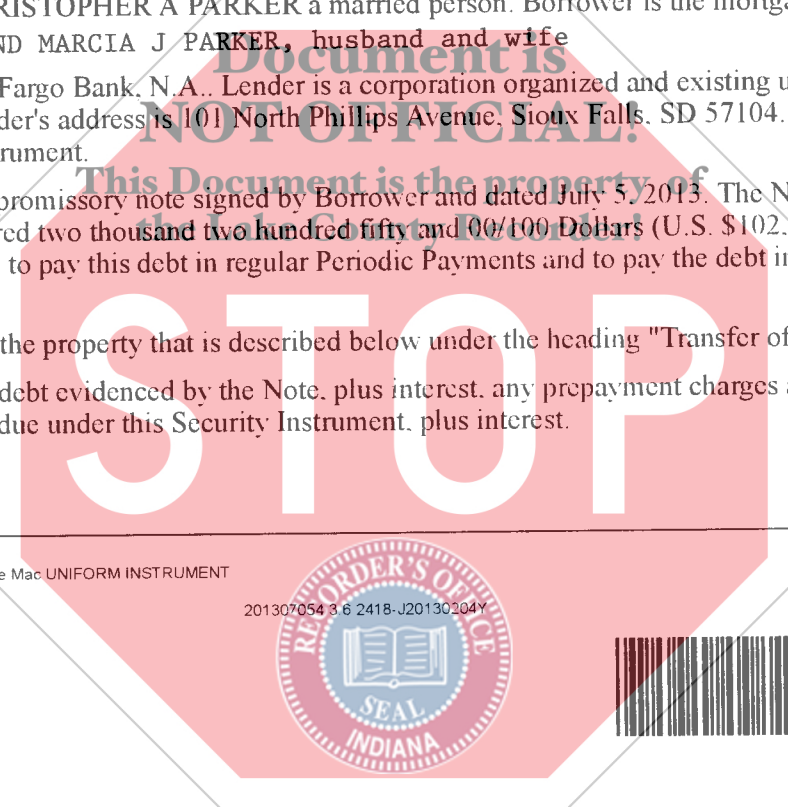 RISTOPHER A PARKER a married person. Borrower is the mortga
ND MARCIA J PARKER, husband and wife
Document is
Fargo Bank, N.A.. Lender is a corporation organized and existing u
der's address is 101 North Phillips Avenue, Sioux Falls, SD 57104.
NOT OFFICIAL!
rument.
This Document is the property of
promissory note signed by Borrower and dated July 5, 2013. The N
the Lake County Recorder!
red two thousand two hundred fifty and 00/100 Dollars (U.S. $102,
to pay this debt in regular Periodic Payments and to pay the debt in
STOP
the property that is described below under the heading "Transfer of
debt evidenced by the Note, plus interest, any prepayment charges a
due under this Security Instrument, plus interest.
e Mac UNIFORM INSTRUMENT
201307054 3.6 2418-J20130204Y
RECORDER'S OFFICE
SEAL
INDIANA